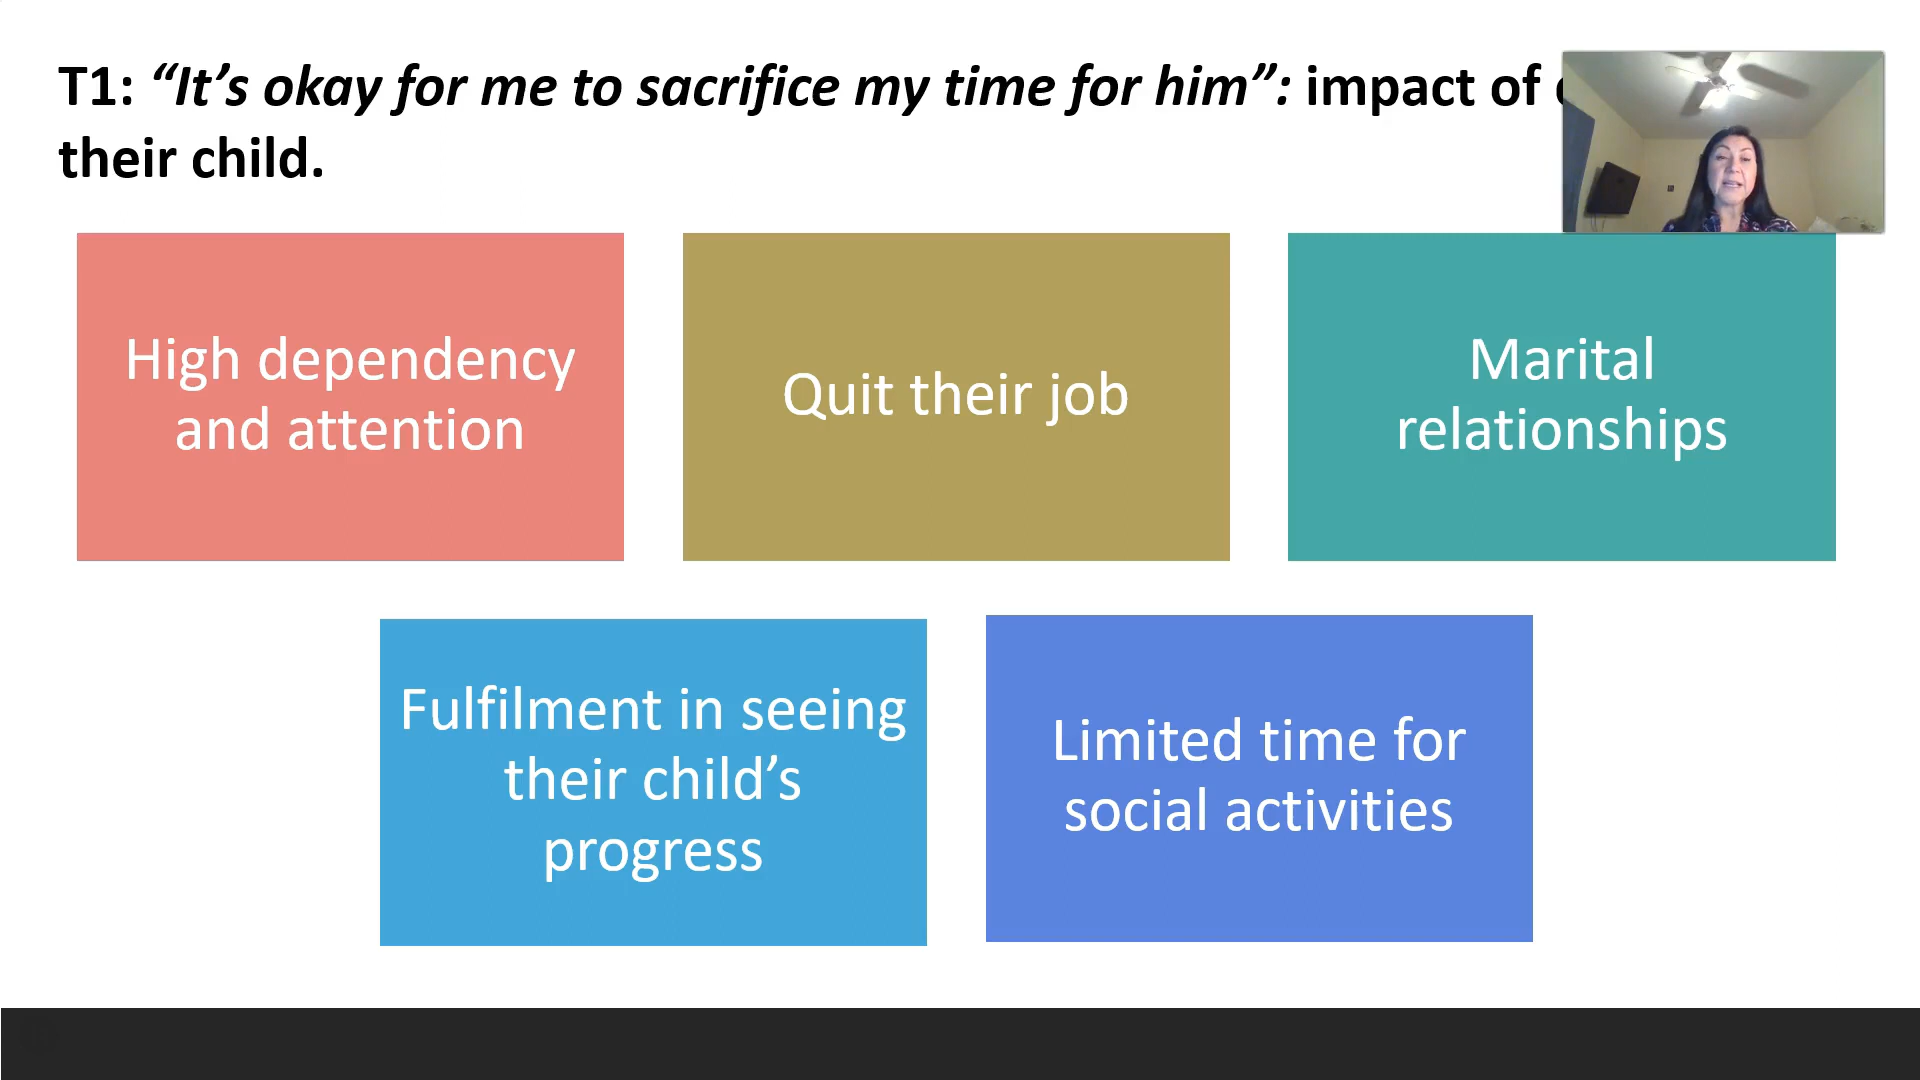 T1: “It’s okay for me to sacrifice my time for him”: impact of
their child.
High dependency
and attention
Quit their job
Marital
relationships
Fulfilment in seeing
their child’s
progress
Limited time for
social activities